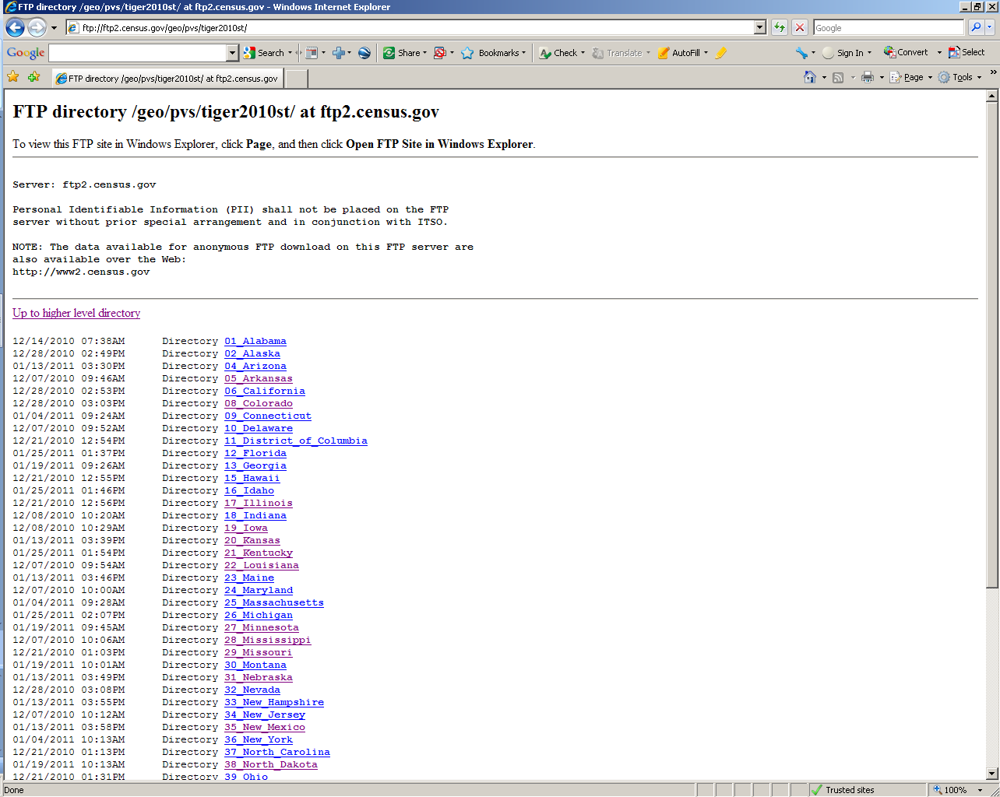 FTP directory /geo/pvs/tiger2010st/ at ftp2.census.gov - Windows Internet Explorer
ftp://ftp2.census.gov/geo/pvs/tiger2010st/
Google
Google Search Share Bookmarks Check Translate AutoFill Sign In Convert Select
FTP directory /geo/pvs/tiger2010st/ at ftp2.census.gov
Page Tools
FTP directory /geo/pvs/tiger2010st/ at ftp2.census.gov
To view this FTP site in Windows Explorer, click Page, and then click Open FTP Site in Windows Explorer.
Server: ftp2.census.gov
Personal Identifiable Information (PII) shall not be placed on the FTP
server without prior special arrangement and in conjunction with ITSO.
NOTE: The data available for anonymous FTP download on this FTP server are
also available over the Web:
http://www2.census.gov
Up to higher level directory
12/14/2010 07:38AM Directory 01_Alabama
12/28/2010 02:49PM Directory 02_Alaska
01/13/2011 03:30PM Directory 04_Arizona
12/07/2010 09:46AM Directory 05_Arkansas
12/28/2010 02:53PM Directory 06_California
12/28/2010 03:03PM Directory 08_Colorado
01/04/2011 09:24AM Directory 09_Connecticut
12/07/2010 09:52AM Directory 10_Delaware
12/21/2010 12:54PM Directory 11_District_of_Columbia
01/25/2011 01:37PM Directory 12_Florida
01/19/2011 09:26AM Directory 13_Georgia
12/21/2010 12:55PM Directory 15_Hawaii
01/25/2011 01:46PM Directory 16_Idaho
12/21/2010 12:56PM Directory 17_Illinois
12/08/2010 10:20AM Directory 18_Indiana
12/08/2010 10:29AM Directory 19_Iowa
01/13/2011 03:39PM Directory 20_Kansas
01/25/2011 01:54PM Directory 21_Kentucky
12/07/2010 09:54AM Directory 22_Louisiana
01/13/2011 03:46PM Directory 23_Maine
12/07/2010 10:00AM Directory 24_Maryland
01/04/2011 09:28AM Directory 25_Massachusetts
01/25/2011 02:07PM Directory 26_Michigan
01/19/2011 09:45AM Directory 27_Minnesota
12/07/2010 10:06AM Directory 28_Mississippi
12/21/2010 01:03PM Directory 29_Missouri
01/19/2011 10:01AM Directory 30_Montana
01/13/2011 03:49PM Directory 31_Nebraska
12/28/2010 03:08PM Directory 32_Nevada
01/13/2011 03:55PM Directory 33_New_Hampshire
12/07/2010 10:12AM Directory 34_New_Jersey
01/13/2011 03:58PM Directory 35_New_Mexico
01/04/2011 10:13AM Directory 36_New_York
12/21/2010 01:13PM Directory 37_North_Carolina
01/19/2011 10:13AM Directory 38_North_Dakota
12/21/2010 01:31PM Directory 39_Ohio
Done Trusted sites 100%